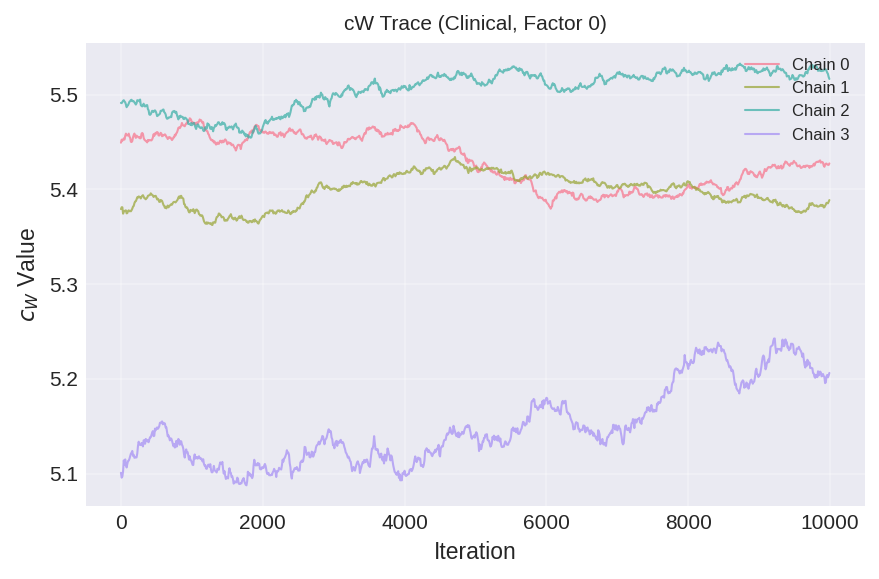 cW Trace (Clinical, Factor 0)
Chain 0
Chain 1
Chain 2
Chain 3
5.5
5.4
5.3
5.2
5.1
cW Value
0 2000 4000 6000 8000 10000
Iteration